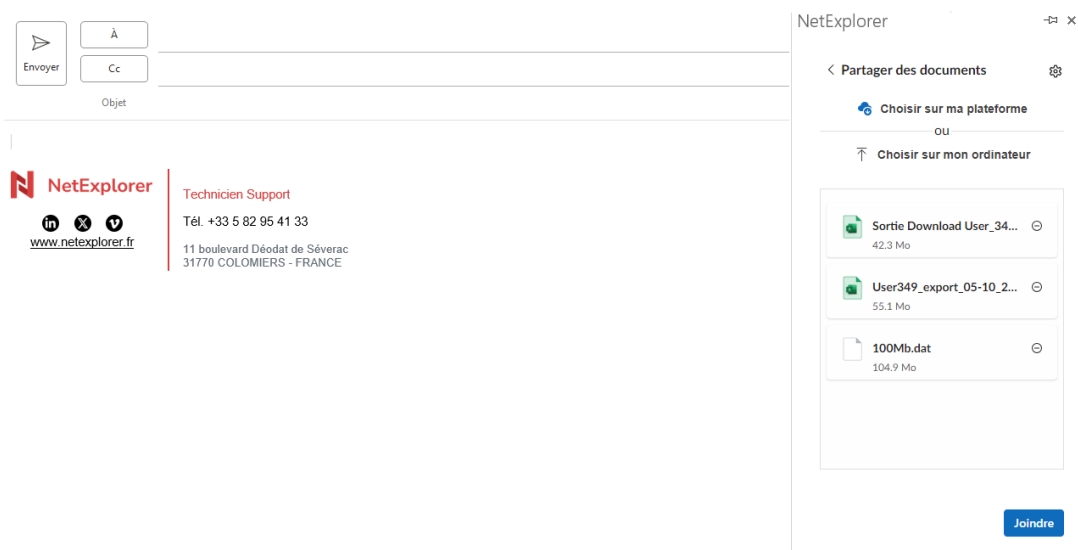 Envoyer
À
Cc
Objet
NetExplorer
www.netexplorer.fr
Technicien Support
Tél. +33 5 82 95 41 33
11 boulevard Déodat de Séverac
31770 COLOMIERS - FRANCE
NetExplorer
Partager des documents
Choisir sur ma plateforme
ou
Choisir sur mon ordinateur
Sortie Download User_34...
42.3 Mo
User349_export_05-10_2...
55.1 Mo
100Mb.dat
104.9 Mo
Joindre